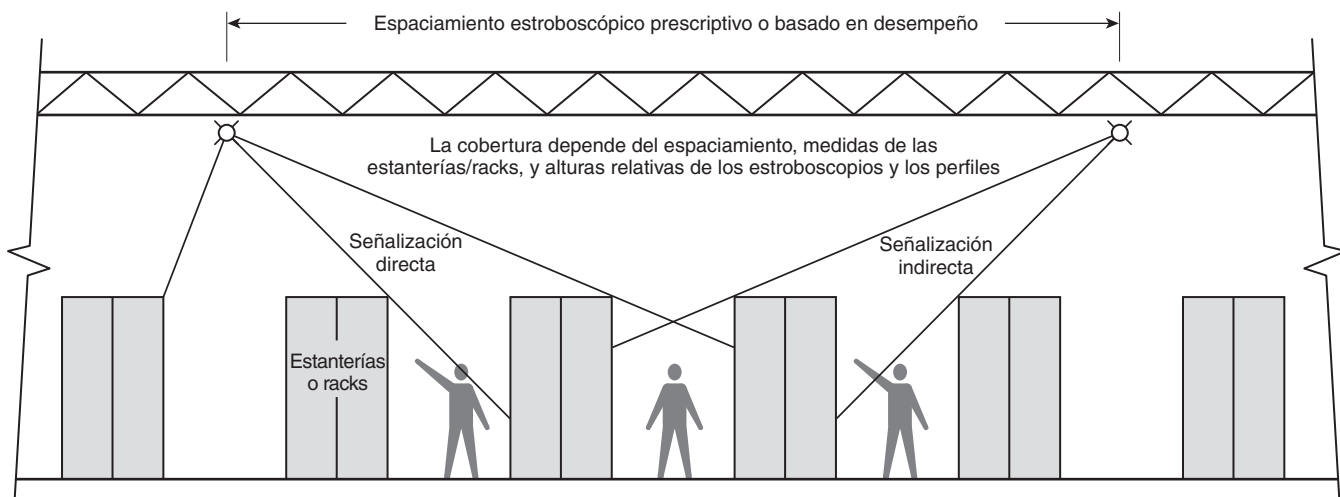 Espaciamiento estroboscópico prescriptivo o basado en desempeño
La cobertura depende del espaciamiento, medidas de las
estanterías/racks, y alturas relativas de los estroboscopios y los perfiles
Señalización
directa
Señalización
indirecta
Estanterías
o racks